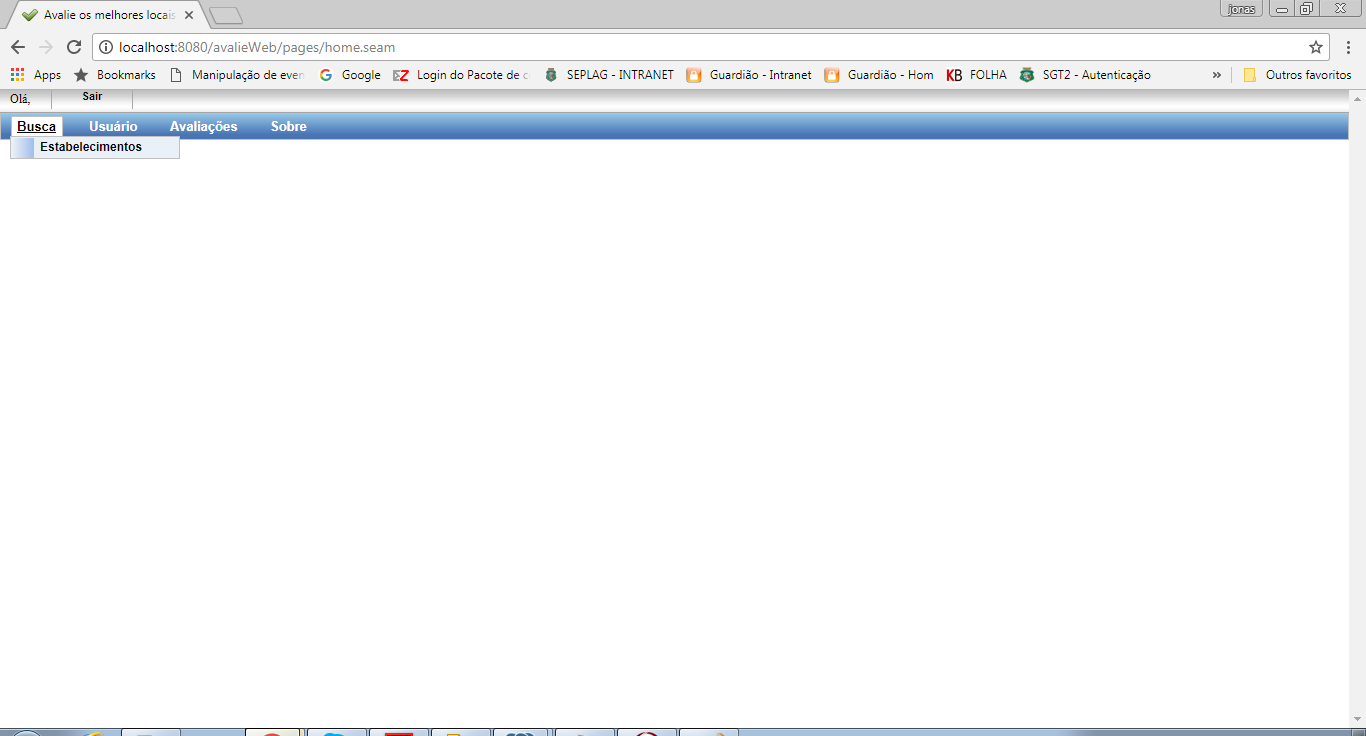 Avalie os melhores locais
jonas
localhost:8080/avalieWeb/pages/home.seam
Apps Bookmarks Manipulação de even Google Login do Pacote de c SEPLAG - INTRANET Guardião - Intranet Guardião - Hom KB FOLHA SGT2 - Autenticação » Outros favoritos
Olá, Sair
Busca Usuário Avaliações Sobre
Estabelecimentos